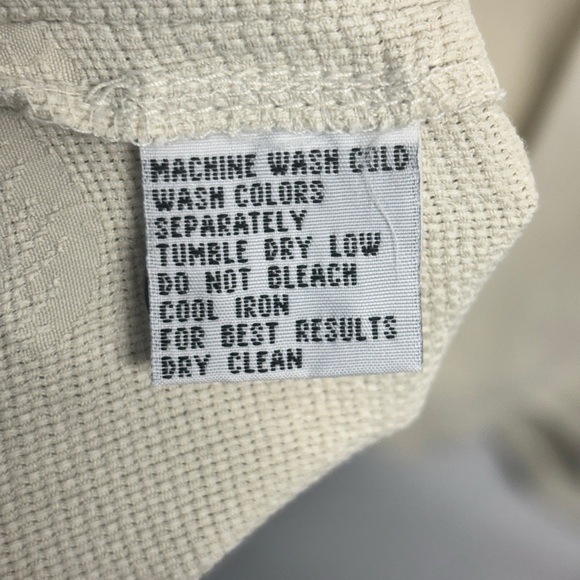 MACHINE WASH COLD
WASH COLORS
SEPARATELY
TUMBLE DRY LOW
DO NOT BLEACH
COOL IRON
FOR BEST RESULTS
DRY CLEAN